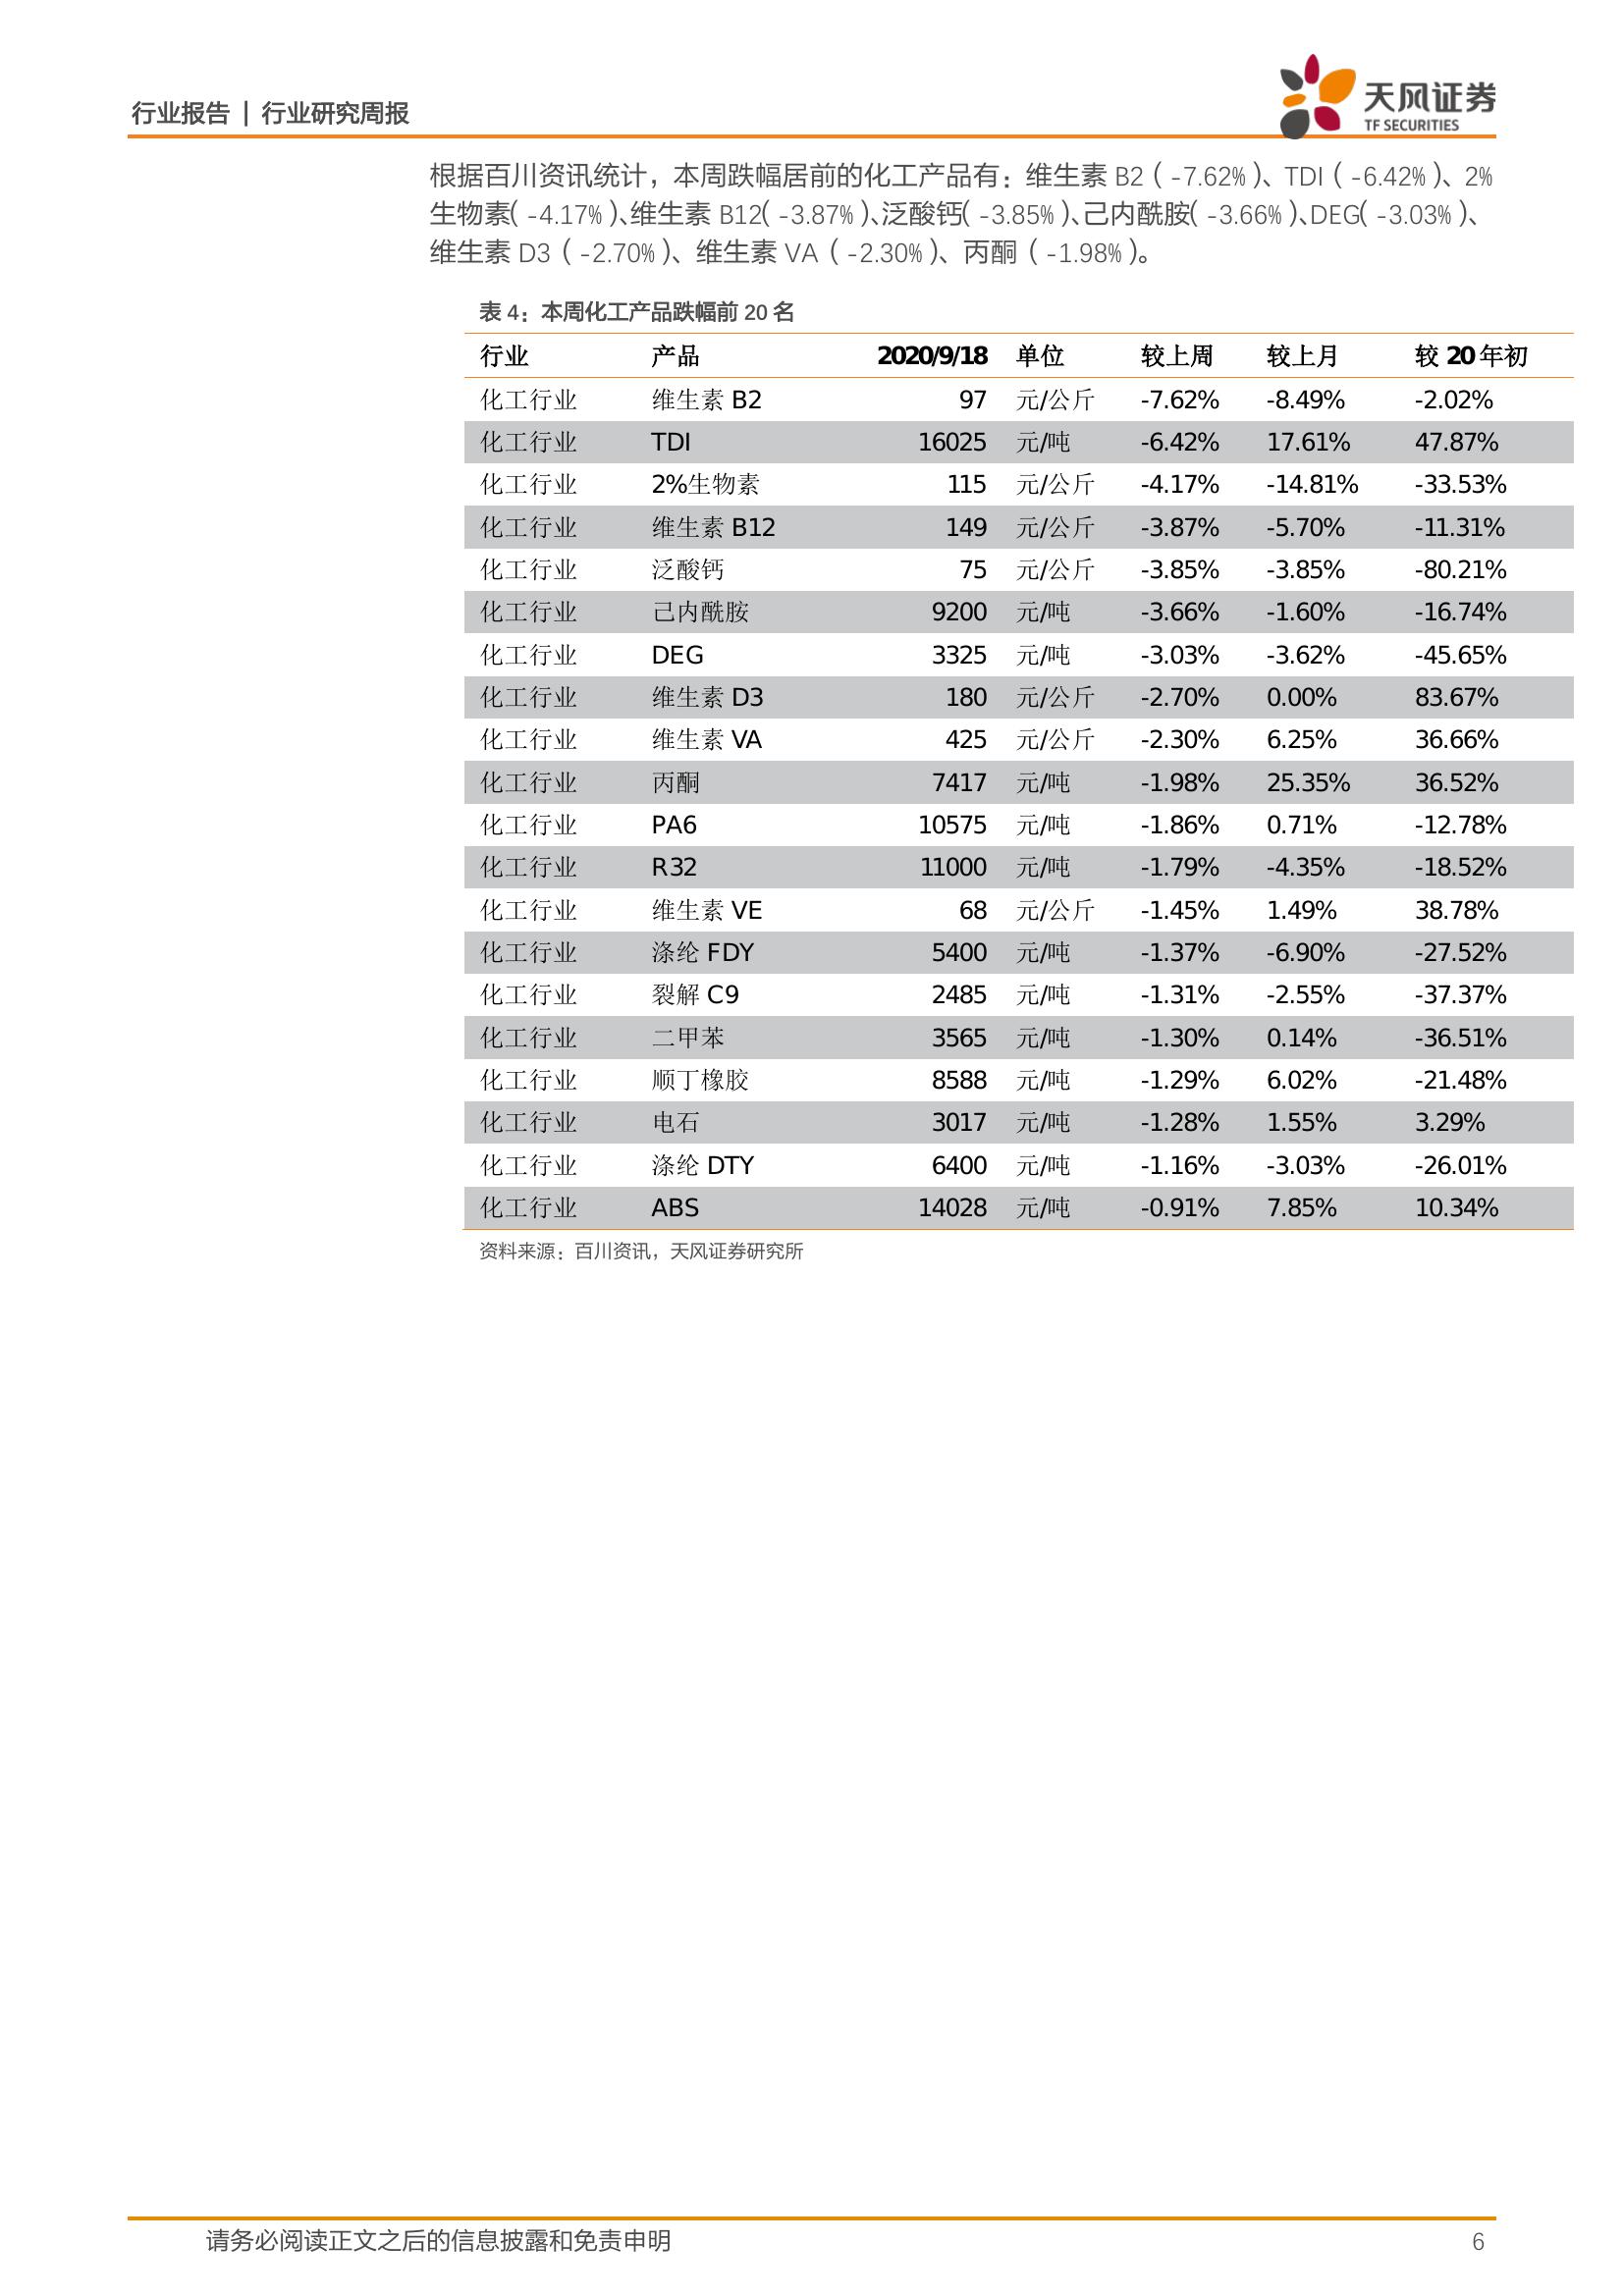 行业报告 | 行业研究周报
天风证券
TF SECURITIES
根据百川资讯统计，本周跌幅居前的化工产品有：维生素 B2（-7.62%）、TDI（-6.42%）、2%
生物素（-4.17%）、维生素 B12（-3.87%）、泛酸钙（-3.85%）、己内酰胺（-3.66%）、DEG（-3.03%）、
维生素 D3（-2.70%）、维生素 VA（-2.30%）、丙酮（-1.98%）。
表 4：本周化工产品跌幅前 20 名
行业 产品 2020/9/18 单位 较上周 较上月 较 20 年初
化工行业 维生素 B2 97 元/公斤 -7.62% -8.49% -2.02%
化工行业 TDI 16025 元/吨 -6.42% 17.61% 47.87%
化工行业 2%生物素 115 元/公斤 -4.17% -14.81% -33.53%
化工行业 维生素 B12 149 元/公斤 -3.87% -5.70% -11.31%
化工行业 泛酸钙 75 元/公斤 -3.85% -3.85% -80.21%
化工行业 己内酰胺 9200 元/吨 -3.66% -1.60% -16.74%
化工行业 DEG 3325 元/吨 -3.03% -3.62% -45.65%
化工行业 维生素 D3 180 元/公斤 -2.70% 0.00% 83.67%
化工行业 维生素 VA 425 元/公斤 -2.30% 6.25% 36.66%
化工行业 丙酮 7417 元/吨 -1.98% 25.35% 36.52%
化工行业 PA6 10575 元/吨 -1.86% 0.71% -12.78%
化工行业 R32 11000 元/吨 -1.79% -4.35% -18.52%
化工行业 维生素 VE 68 元/公斤 -1.45% 1.49% 38.78%
化工行业 涤纶 FDY 5400 元/吨 -1.37% -6.90% -27.52%
化工行业 裂解 C9 2485 元/吨 -1.31% -2.55% -37.37%
化工行业 二甲苯 3565 元/吨 -1.30% 0.14% -36.51%
化工行业 顺丁橡胶 8588 元/吨 -1.29% 6.02% -21.48%
化工行业 电石 3017 元/吨 -1.28% 1.55% 3.29%
化工行业 涤纶 DTY 6400 元/吨 -1.16% -3.03% -26.01%
化工行业 ABS 14028 元/吨 -0.91% 7.85% 10.34%
资料来源：百川资讯，天风证券研究所
请务必阅读正文之后的信息披露和免责申明 6